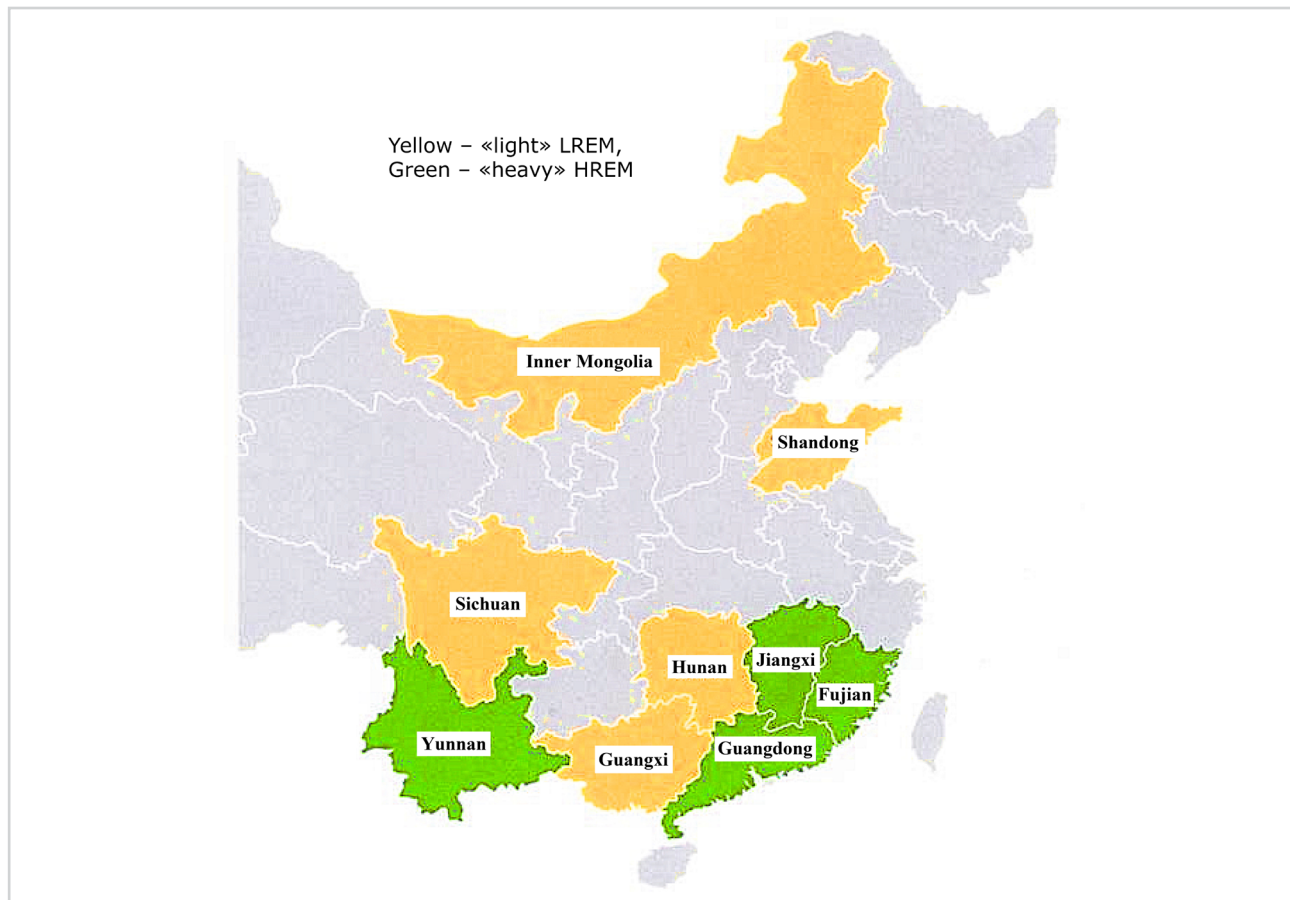 Yellow – «light» LREM,
Green – «heavy» HREM
Inner Mongolia
Shandong
Sichuan
Hunan
Jiangxi
Fujian
Yunnan
Guangxi
Guangdong